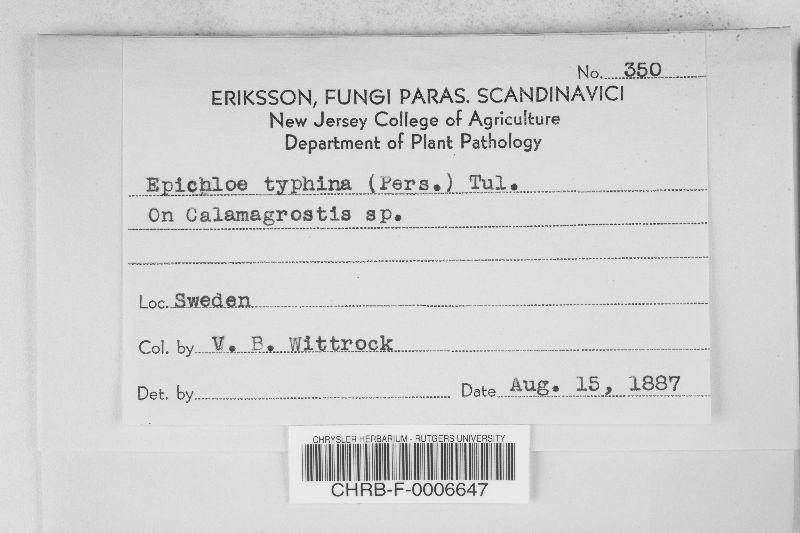 No. 350
ERIKSSON, FUNGI PARAS. SCANDINAVICI
New Jersey College of Agriculture
Department of Plant Pathology
Epichloe typhina (Pers.) Tul.
On Calamagrostis sp.
Loc. Sweden
Col. by V. B. Wittrock
Det. by Date Aug. 15, 1887
CHRYSLER HERBARIUM - RUTGERS UNIVERSITY
CHRB-F-0006647